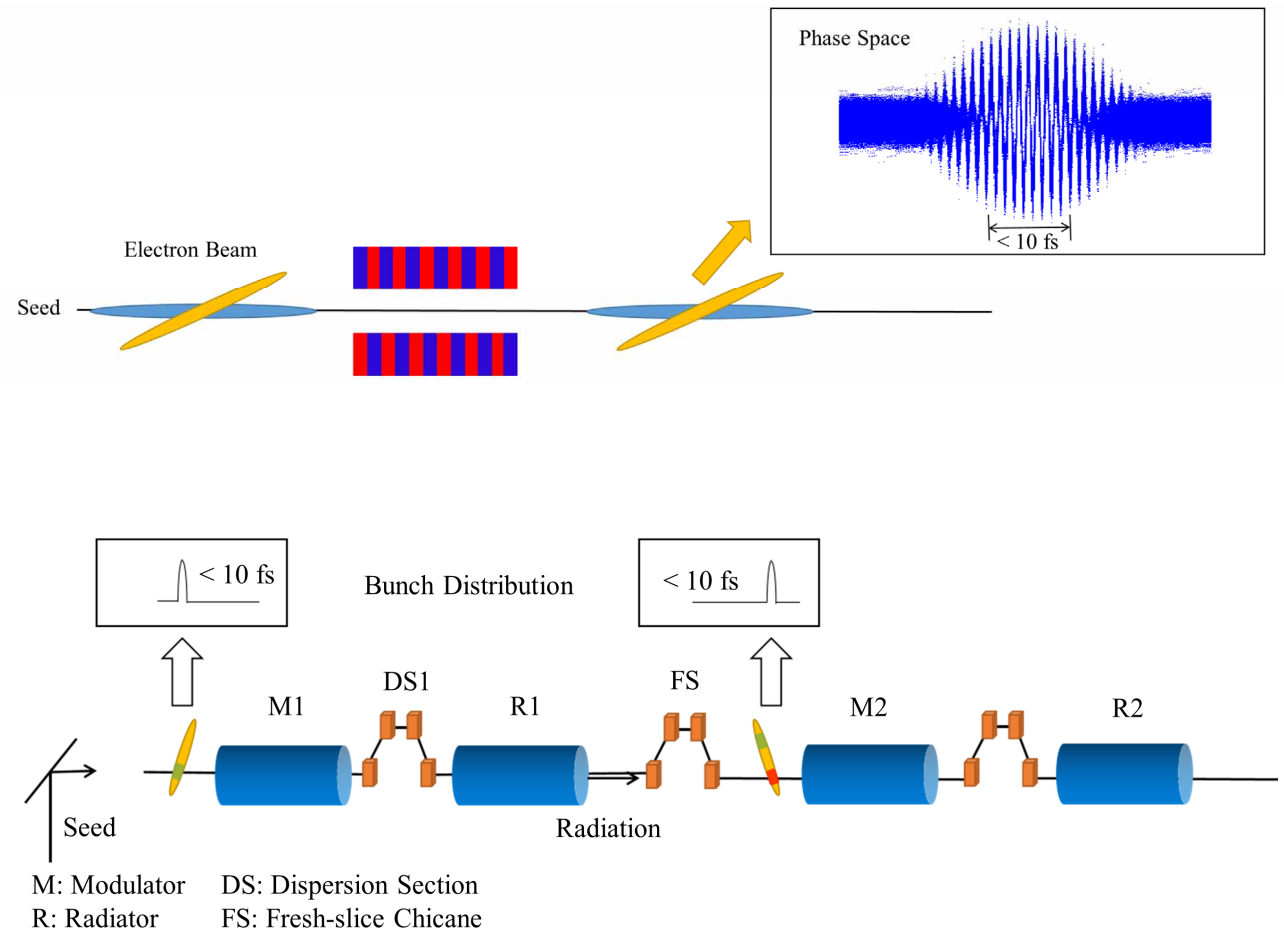 Phase Space
< 10 fs
Electron Beam
Seed
< 10 fs
Bunch Distribution
< 10 fs
DS1
FS
M1
R1
M2
R2
Seed
Radiation
M: Modulator DS: Dispersion Section
R: Radiator FS: Fresh-slice Chicane